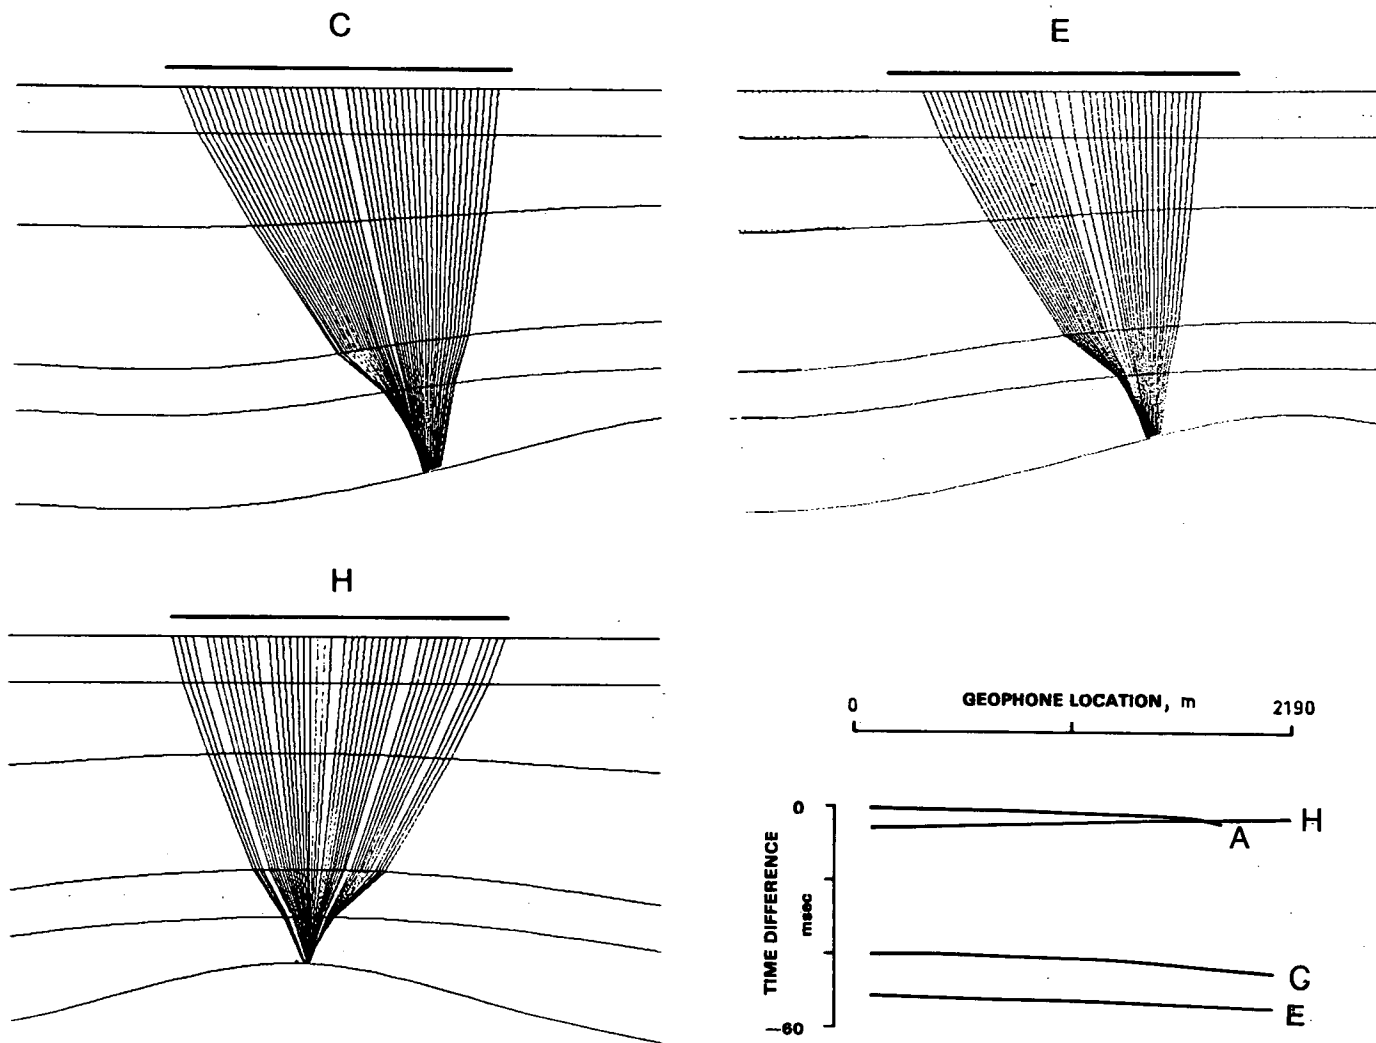 C
E
H
0 GEOPHONE LOCATION, m 2190
0
TIME DIFFERENCE
msec
−60
H
A
G
E